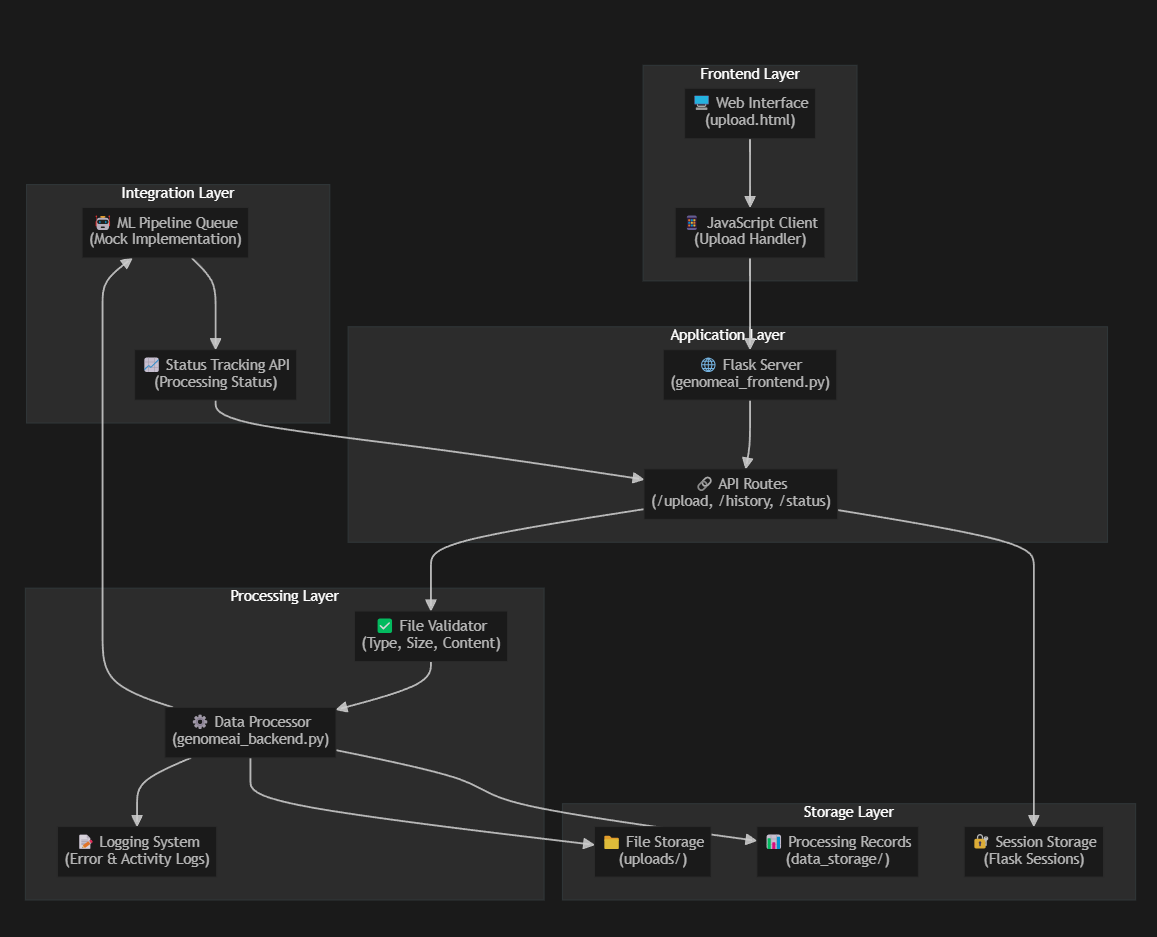 Frontend Layer
Web Interface
(upload.html)
JavaScript Client
(Upload Handler)
Integration Layer
ML Pipeline Queue
(Mock Implementation)
Status Tracking API
(Processing Status)
Application Layer
Flask Server
(genomeai_frontend.py)
API Routes
(/upload, /history, /status)
Processing Layer
File Validator
(Type, Size, Content)
Data Processor
(genomeai_backend.py)
Logging System
(Error & Activity Logs)
Storage Layer
File Storage
(uploads/)
Processing Records
(data_storage/)
Session Storage
(Flask Sessions)